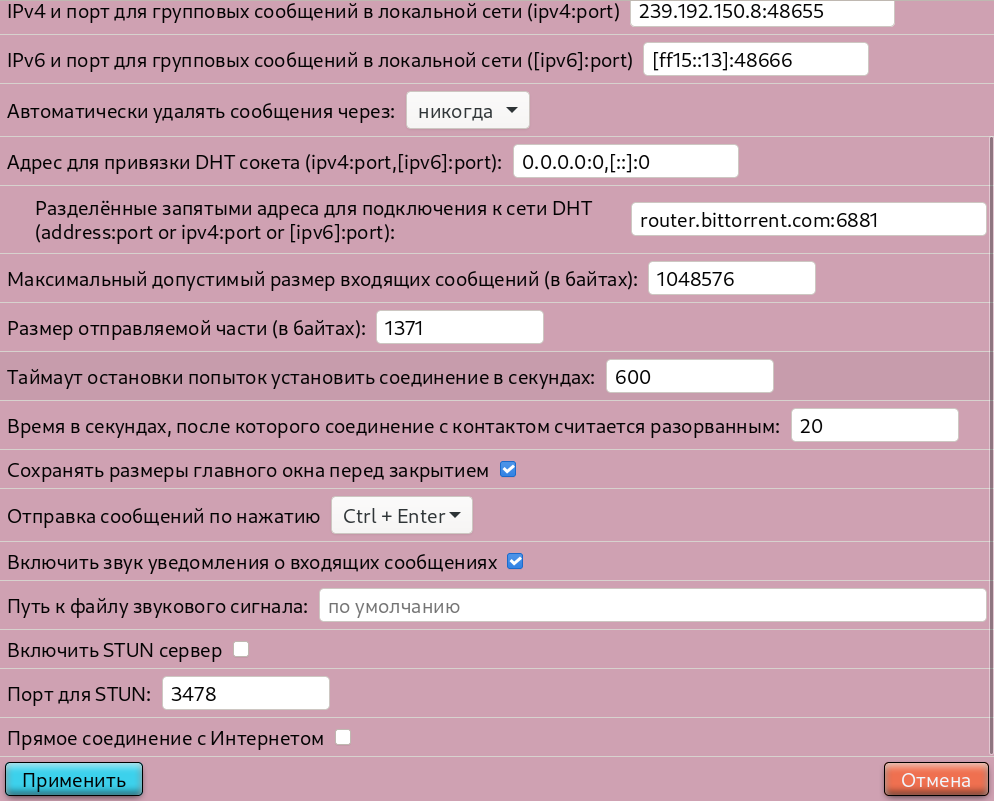 IPv4 и порт для групповых сообщений в локальной сети (ipv4:port) 239.192.150.8:48655
IPv6 и порт для групповых сообщений в локальной сети ([ipv6]:port) [ff15::13]:48666
Автоматически удалять сообщения через: никогда
Адрес для привязки DHT сокета (ipv4:port,[ipv6]:port): 0.0.0.0:0,[::]:0
Разделённые запятыми адреса для подключения к сети DHT
(address:port or ipv4:port or [ipv6]:port): router.bittorrent.com:6881
Максимальный допустимый размер входящих сообщений (в байтах): 1048576
Размер отправляемой части (в байтах): 1371
Таймаут остановки попыток установить соединение в секундах: 600
Время в секундах, после которого соединение с контактом считается разорванным: 20
Сохранять размеры главного окна перед закрытием
Отправка сообщений по нажатию Ctrl + Enter
Включить звук уведомления о входящих сообщениях
Путь к файлу звукового сигнала: по умолчанию
Включить STUN сервер
Порт для STUN: 3478
Прямое соединение с Интернетом
Применить Отмена